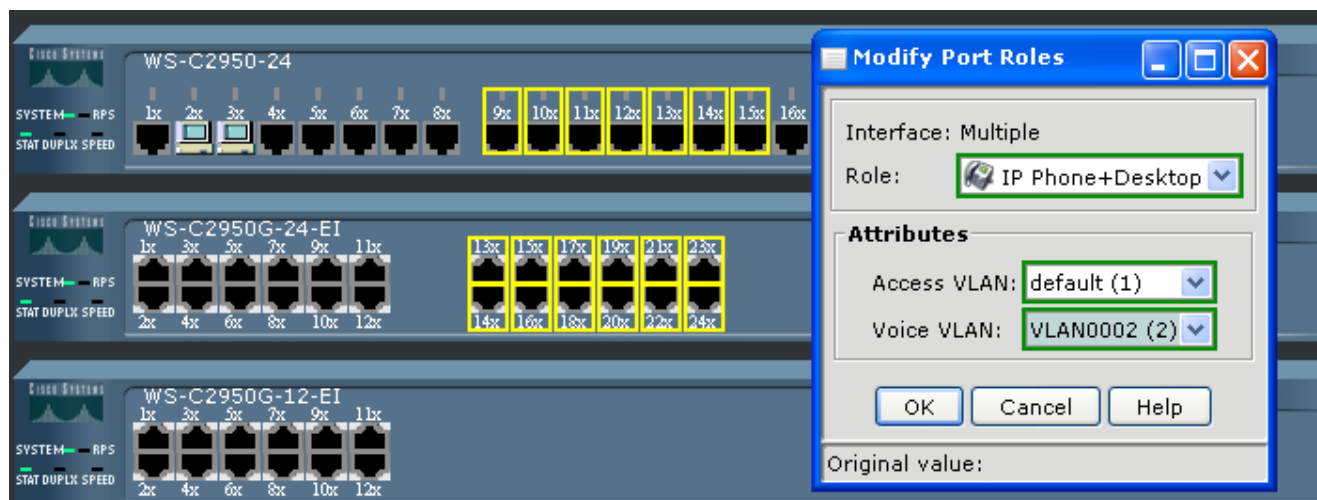 CISCO SYSTEMS
WS-C2950-24
SYSTEM RPS
STAT DUPLX SPEED
1x 2x 3x 4x 5x 6x 7x 8x 9x 10x 11x 12x 13x 14x 15x 16x
CISCO SYSTEMS
WS-C2950G-24-EI
1x 3x 5x 7x 9x 11x 13x 15x 17x 19x 21x 23x
SYSTEM RPS
STAT DUPLX SPEED
2x 4x 6x 8x 10x 12x 14x 16x 18x 20x 22x 24x
CISCO SYSTEMS
WS-C2950G-12-EI
1x 3x 5x 7x 9x 11x
SYSTEM RPS
STAT DUPLX SPEED
2x 4x 6x 8x 10x 12x
Modify Port Roles
Interface: Multiple
Role: IP Phone+Desktop
Attributes
Access VLAN: default (1)
Voice VLAN: VLAN0002 (2)
OK Cancel Help
Original value: